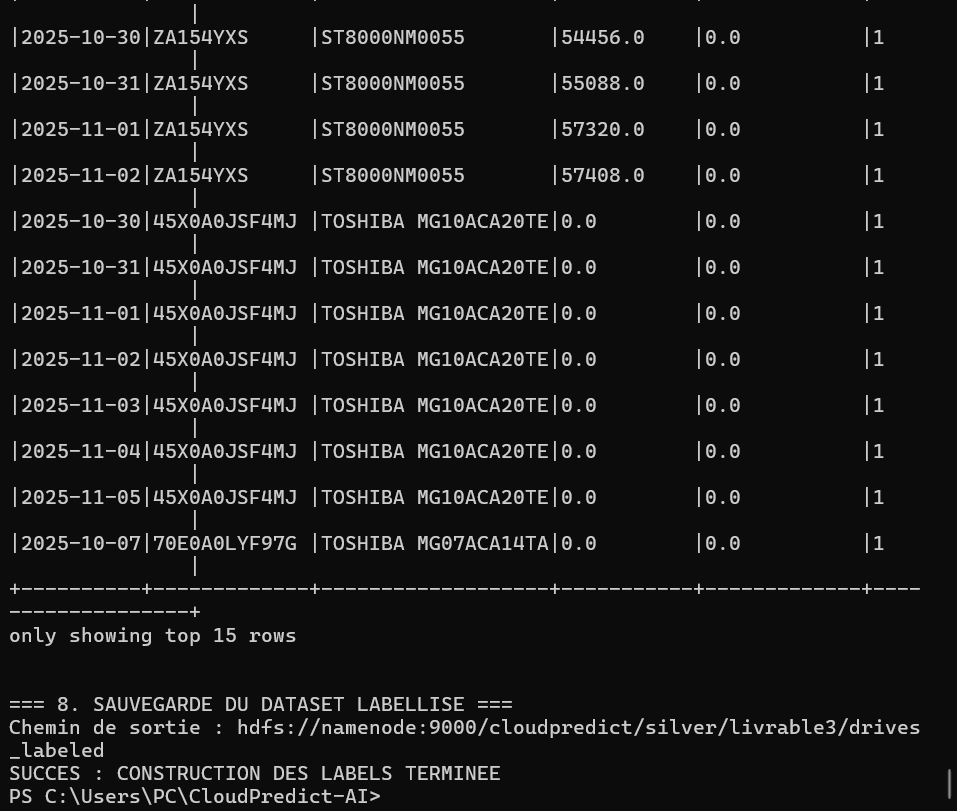 |
|2025-10-30|ZA154YXS     |ST8000NM0055       |54456.0    |0.0          |1
|
|2025-10-31|ZA154YXS     |ST8000NM0055       |55088.0    |0.0          |1
|
|2025-11-01|ZA154YXS     |ST8000NM0055       |57320.0    |0.0          |1
|
|2025-11-02|ZA154YXS     |ST8000NM0055       |57408.0    |0.0          |1
|
|2025-10-30|45X0A0JSF4MJ |TOSHIBA MG10ACA20TE|0.0        |0.0          |1
|
|2025-10-31|45X0A0JSF4MJ |TOSHIBA MG10ACA20TE|0.0        |0.0          |1
|
|2025-11-01|45X0A0JSF4MJ |TOSHIBA MG10ACA20TE|0.0        |0.0          |1
|
|2025-11-02|45X0A0JSF4MJ |TOSHIBA MG10ACA20TE|0.0        |0.0          |1
|
|2025-11-03|45X0A0JSF4MJ |TOSHIBA MG10ACA20TE|0.0        |0.0          |1
|
|2025-11-04|45X0A0JSF4MJ |TOSHIBA MG10ACA20TE|0.0        |0.0          |1
|
|2025-11-05|45X0A0JSF4MJ |TOSHIBA MG10ACA20TE|0.0        |0.0          |1
|
|2025-10-07|70E0A0LYF97G |TOSHIBA MG07ACA14TA|0.0        |0.0          |1
|
+----------+-------------+-------------------+-----------+-------------+----
---------------+
only showing top 15 rows
=== 8. SAUVEGARDE DU DATASET LABELLISE ===
Chemin de sortie : hdfs://namenode:9000/cloudpredict/silver/livrable3/drives
_labeled
SUCCES : CONSTRUCTION DES LABELS TERMINEE
PS C:\Users\PC\CloudPredict-AI>